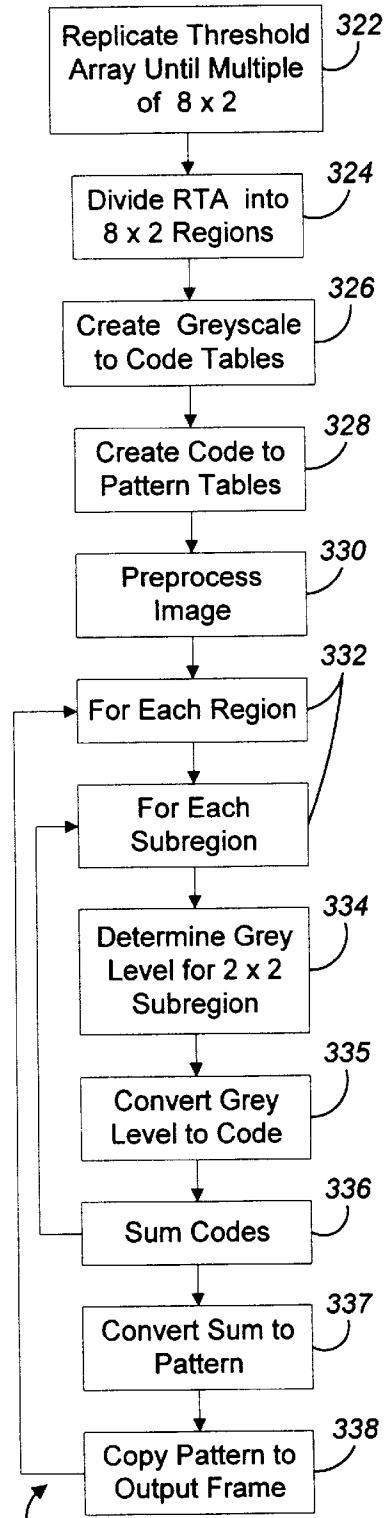 Replicate Threshold
Array Until Multiple
of 8 x 2
322
Divide RTA into
8 x 2 Regions
324
Create Greyscale
to Code Tables
326
Create Code to
Pattern Tables
328
Preprocess
Image
330
For Each Region
332
For Each
Subregion
Determine Grey
Level for 2 x 2
Subregion
334
Convert Grey
Level to Code
335
Sum Codes
336
Convert Sum to
Pattern
337
Copy Pattern to
Output Frame
338